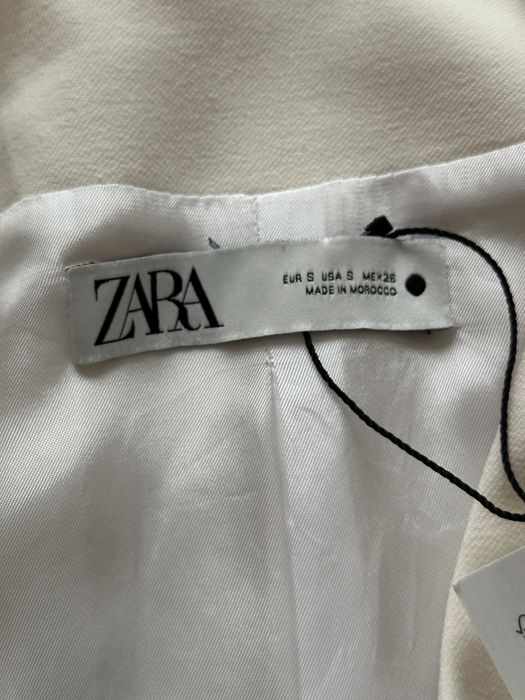 ZARA
EUR S USA S MEX 26
MADE IN MOROCCO